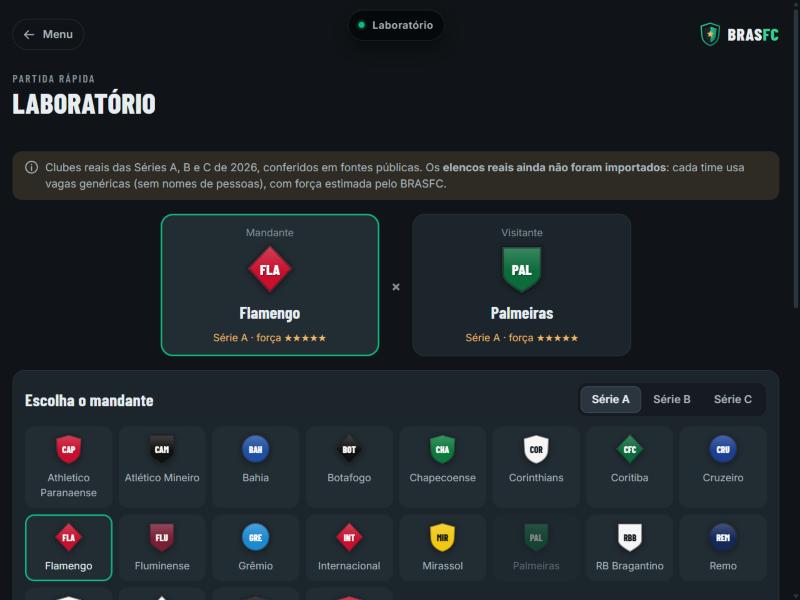 Menu
Laboratório
BRASFC
PARTIDA RÁPIDA
LABORATÓRIO
Clubes reais das Séries A, B e C de 2026, conferidos em fontes públicas. Os elencos reais ainda não foram importados: cada time usa
vagas genéricas (sem nomes de pessoas), com força estimada pelo BRASFC.
Mandante
FLA
Flamengo
Série A · força ★★★★★
×
Visitante
PAL
Palmeiras
Série A · força ★★★★★
Escolha o mandante
Série A
Série B
Série C
CAP
Athletico
Paranaense
CAM
Atlético Mineiro
BAH
Bahia
BOT
Botafogo
CHA
Chapecoense
COR
Corinthians
CFC
Coritiba
CRU
Cruzeiro
FLA
Flamengo
FLU
Fluminense
GRE
Grêmio
INT
Internacional
MIR
Mirassol
PAL
Palmeiras
RBB
RB Bragantino
REM
Remo